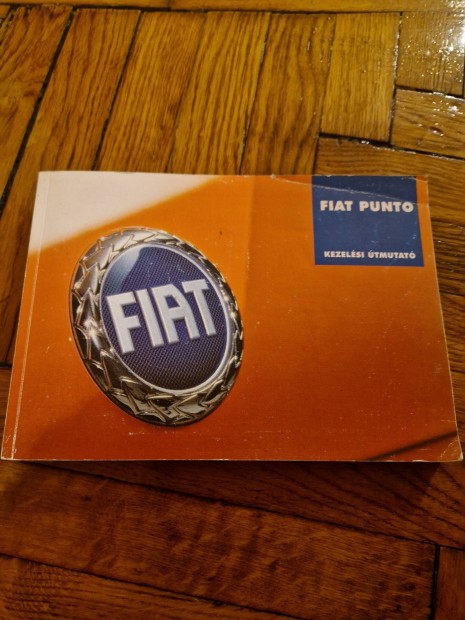 FIAT PUNTO
KEZELÉSI ÚTMUTATÓ
FIAT